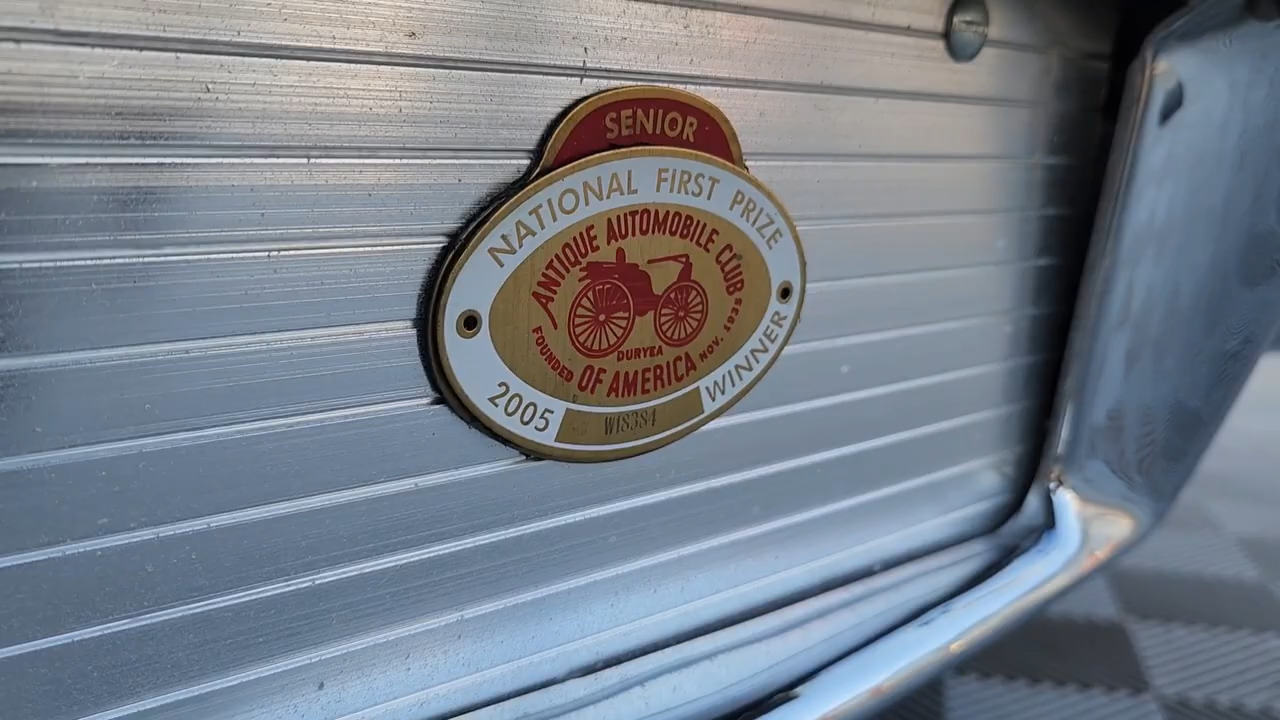 SENIOR
NATIONAL FIRST PRIZE
ANTIQUE AUTOMOBILE CLUB
DURYEA
FOUNDED
NOV. 1935
OF AMERICA
2005
W18384
WINNER